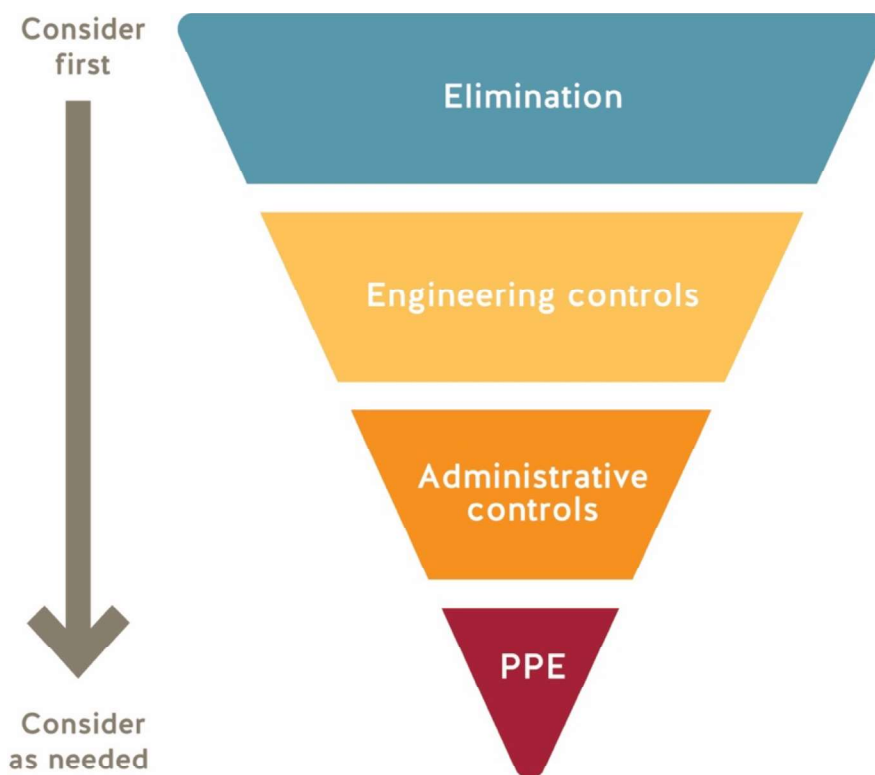 Consider
first
Elimination
Engineering controls
Administrative
controls
PPE
Consider
as needed